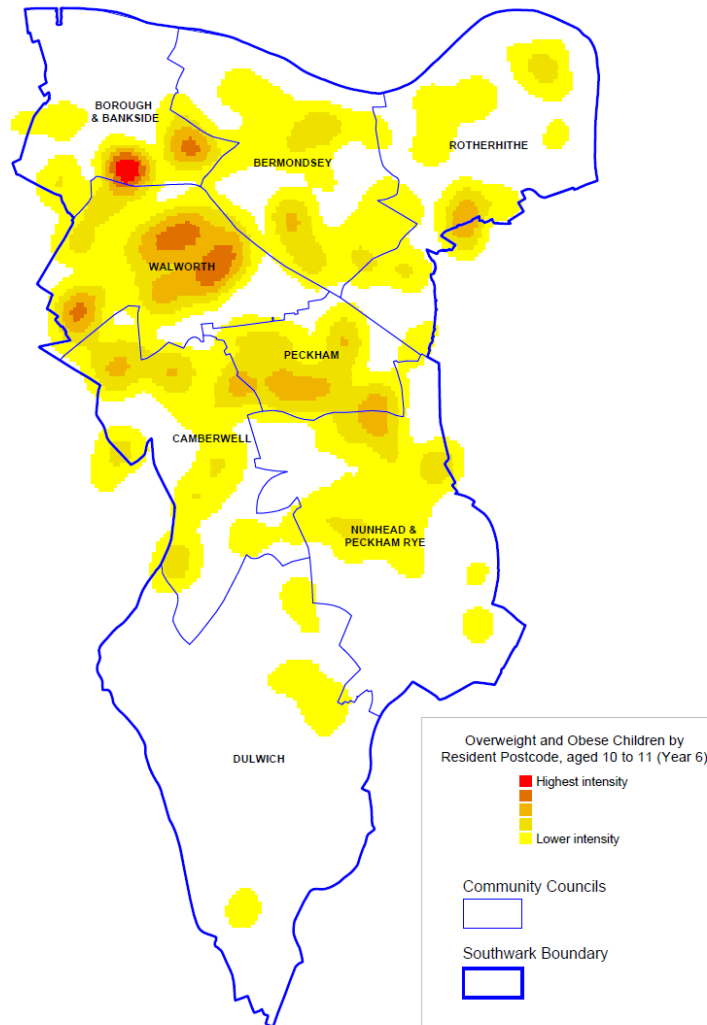 BOROUGH
& BANKSIDE
ROTHERHITHE
BERMONDSEY
WALWORTH
PECKHAM
CAMBERWELL
NUNHEAD &
PECKHAM RYE
DULWICH
Overweight and Obese Children by
Resident Postcode, aged 10 to 11 (Year 6)
Highest intensity
Lower intensity
Community Councils
Southwark Boundary